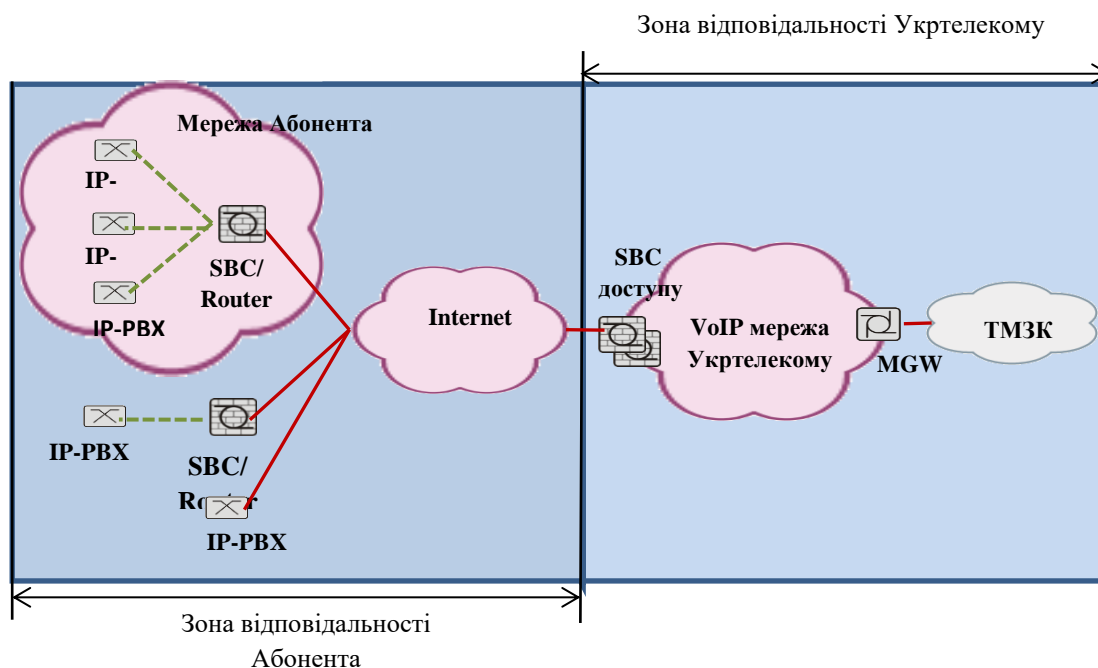 Зона відповідальності Укртелекому
Мережа Абонента
IP-
IP-
IP-PBX
SBC/
Router
Internet
SBC
доступу
VoIP мережа
Укртелекому
MGW
ТМЗК
IP-PBX
SBC/
Router
IP-PBX
Зона відповідальності
Абонента